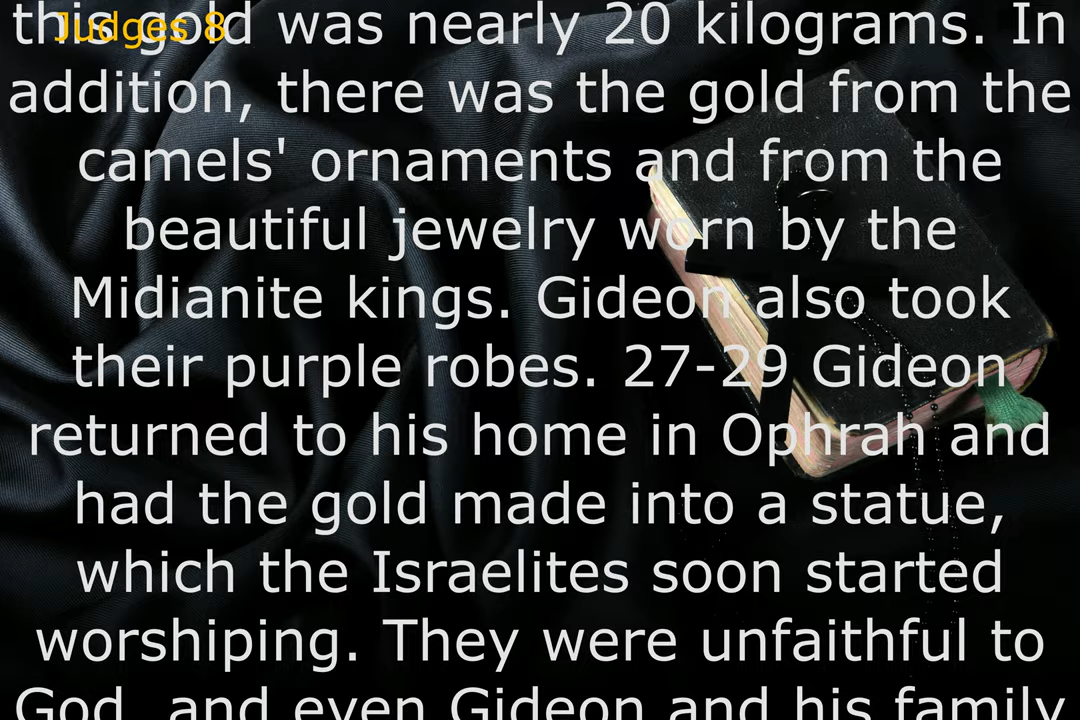 Judges 8
this gold was nearly 20 kilograms. In
addition, there was the gold from the
camels' ornaments and from the
beautiful jewelry worn by the
Midianite kings. Gideon also took
their purple robes. 27-29 Gideon
returned to his home in Ophrah and
had the gold made into a statue,
which the Israelites soon started
worshiping. They were unfaithful to
God, and even Gideon and his family